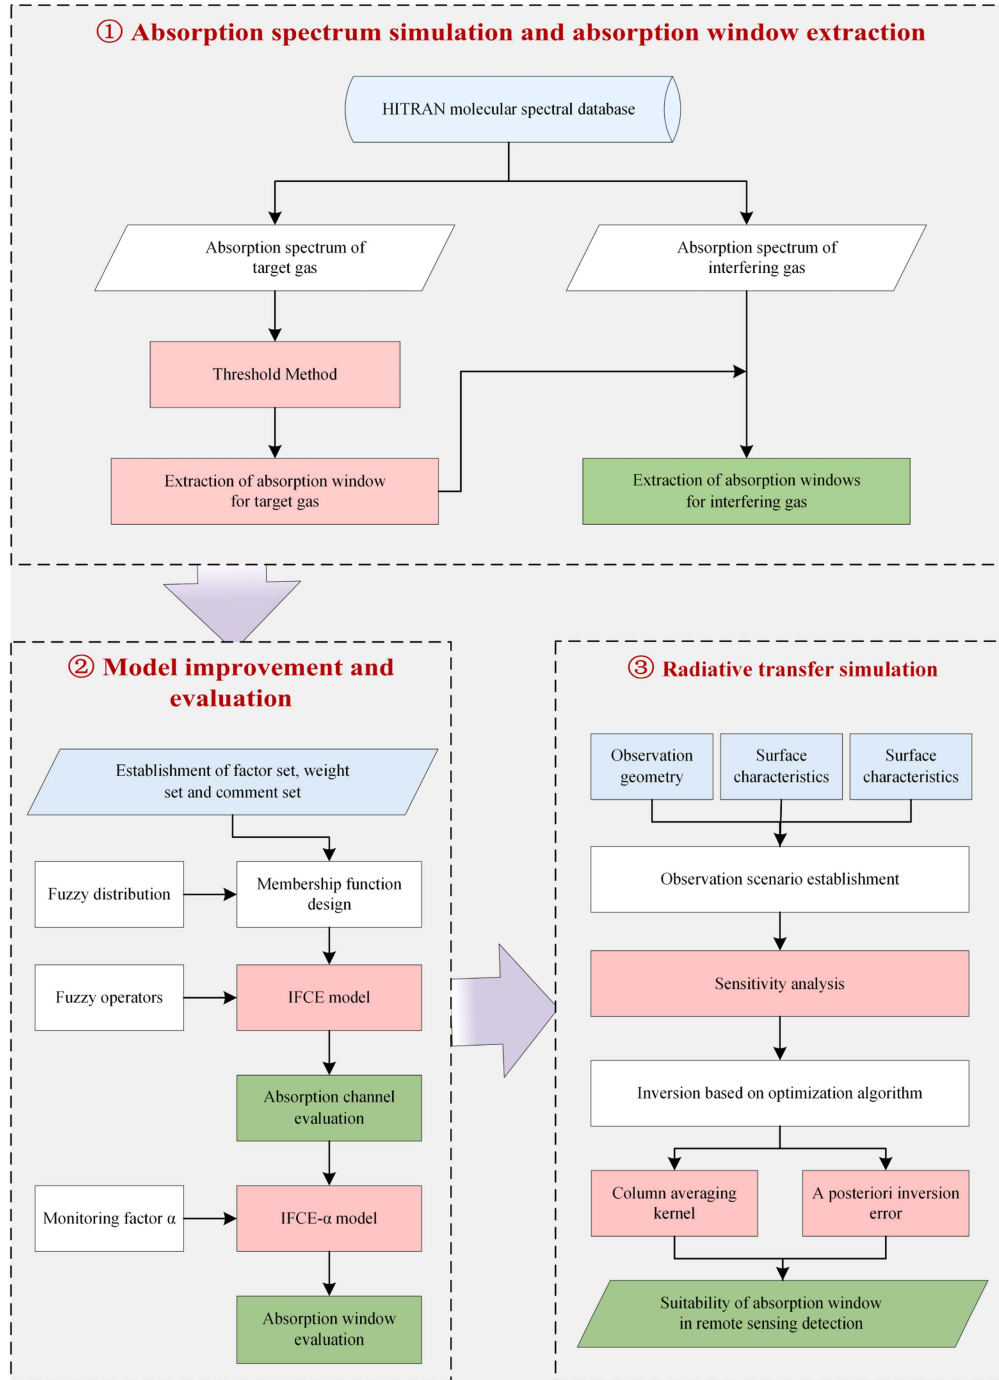 ① Absorption spectrum simulation and absorption window extraction
HITRAN molecular spectral database
Absorption spectrum of
target gas
Absorption spectrum of
interfering gas
Threshold Method
Extraction of absorption window
for target gas
Extraction of absorption windows
for interfering gas
② Model improvement and
evaluation
Establishment of factor set, weight
set and comment set
Fuzzy distribution
Membership function
design
Fuzzy operators
IFCE model
Absorption channel
evaluation
Monitoring factor α
IFCE-α model
Absorption window
evaluation
③ Radiative transfer simulation
Observation
geometry
Surface
characteristics
Surface
characteristics
Observation scenario establishment
Sensitivity analysis
Inversion based on optimization algorithm
Column averaging
kernel
A posteriori inversion
error
Suitability of absorption window
in remote sensing detection